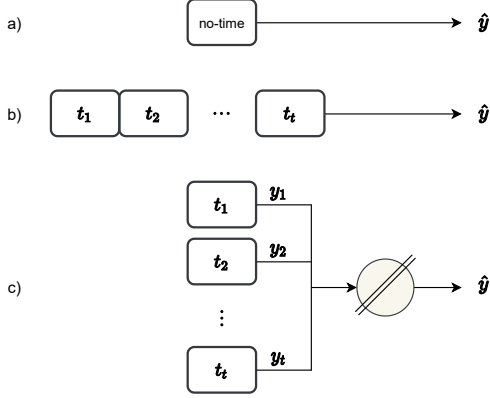 a) no-time ŷ
b) t₁ t₂ ... tₜ ŷ
t₁ y₁
t₂ y₂
c) ŷ
⋮
tₜ yₜ